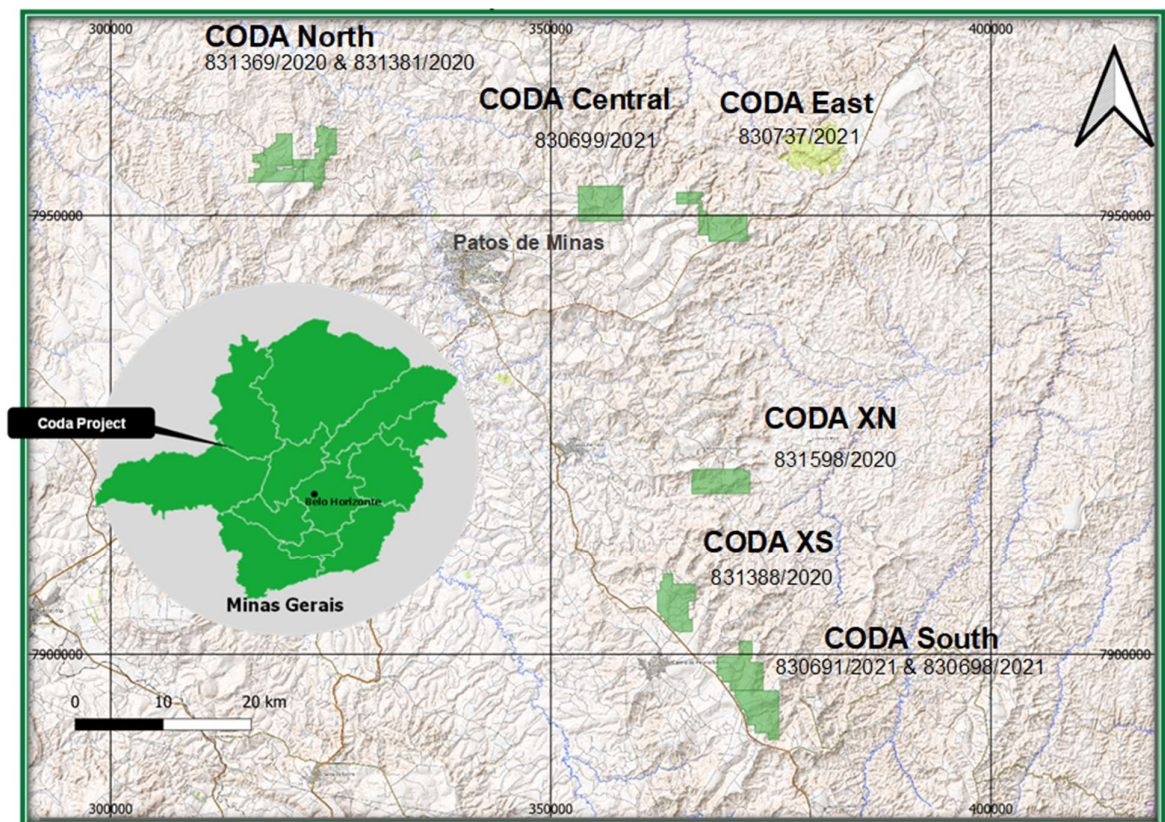 300000
350000
400000
CODA North
831369/2020 & 831381/2020
CODA Central
830699/2021
CODA East
830737/2021
7950000
7950000
Patos de Minas
Coda Project
Belo Horizonte
Minas Gerais
CODA XN
831598/2020
CODA XS
831388/2020
CODA South
830691/2021 & 830698/2021
7900000
7900000
0 10 20 km
300000
350000
400000